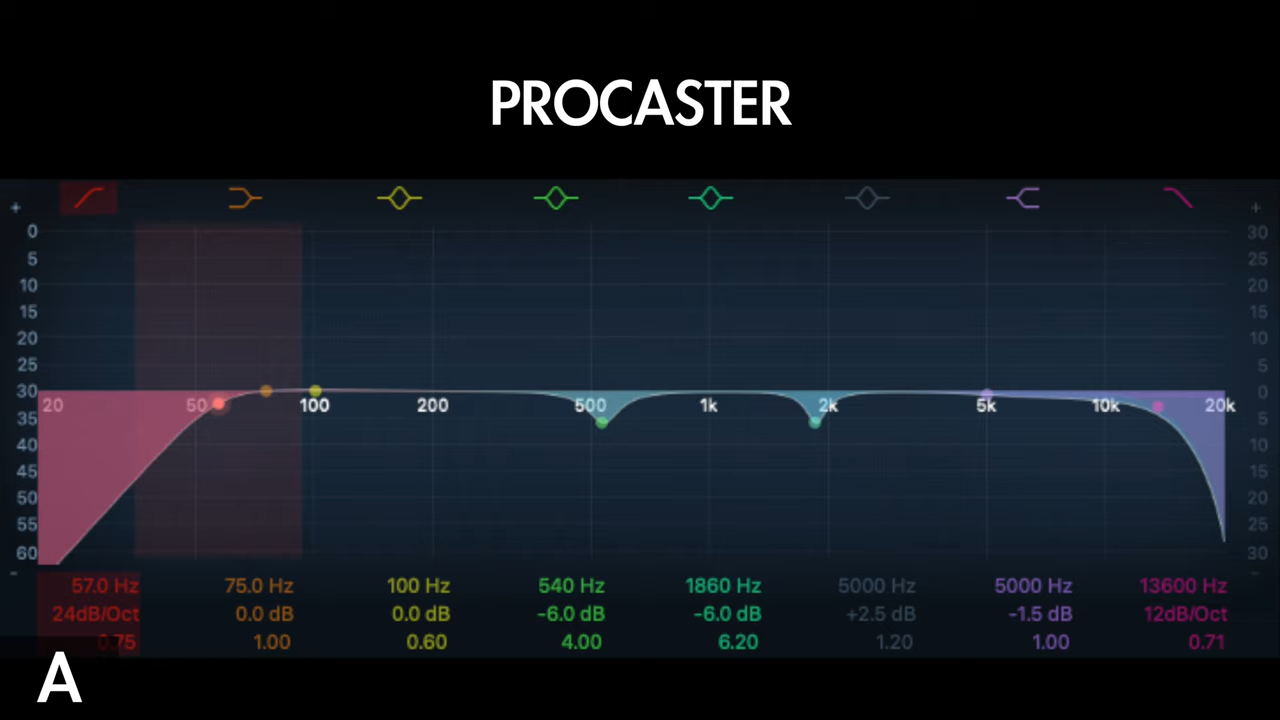 PROCASTER
+ +
0 30
5 25
10 20
15 15
20 10
25 5
30 20 50 100 200 500 1k 2k 5k 10k 20k 0
35 5
40 10
45 15
50 20
55 25
60 30
- -
57.0 Hz 75.0 Hz 100 Hz 540 Hz 1860 Hz 5000 Hz 5000 Hz 13600 Hz
24dB/Oct 0.0 dB 0.0 dB -6.0 dB -6.0 dB +2.5 dB -1.5 dB 12dB/Oct
0.75 1.00 0.60 4.00 6.20 1.20 1.00 0.71
A